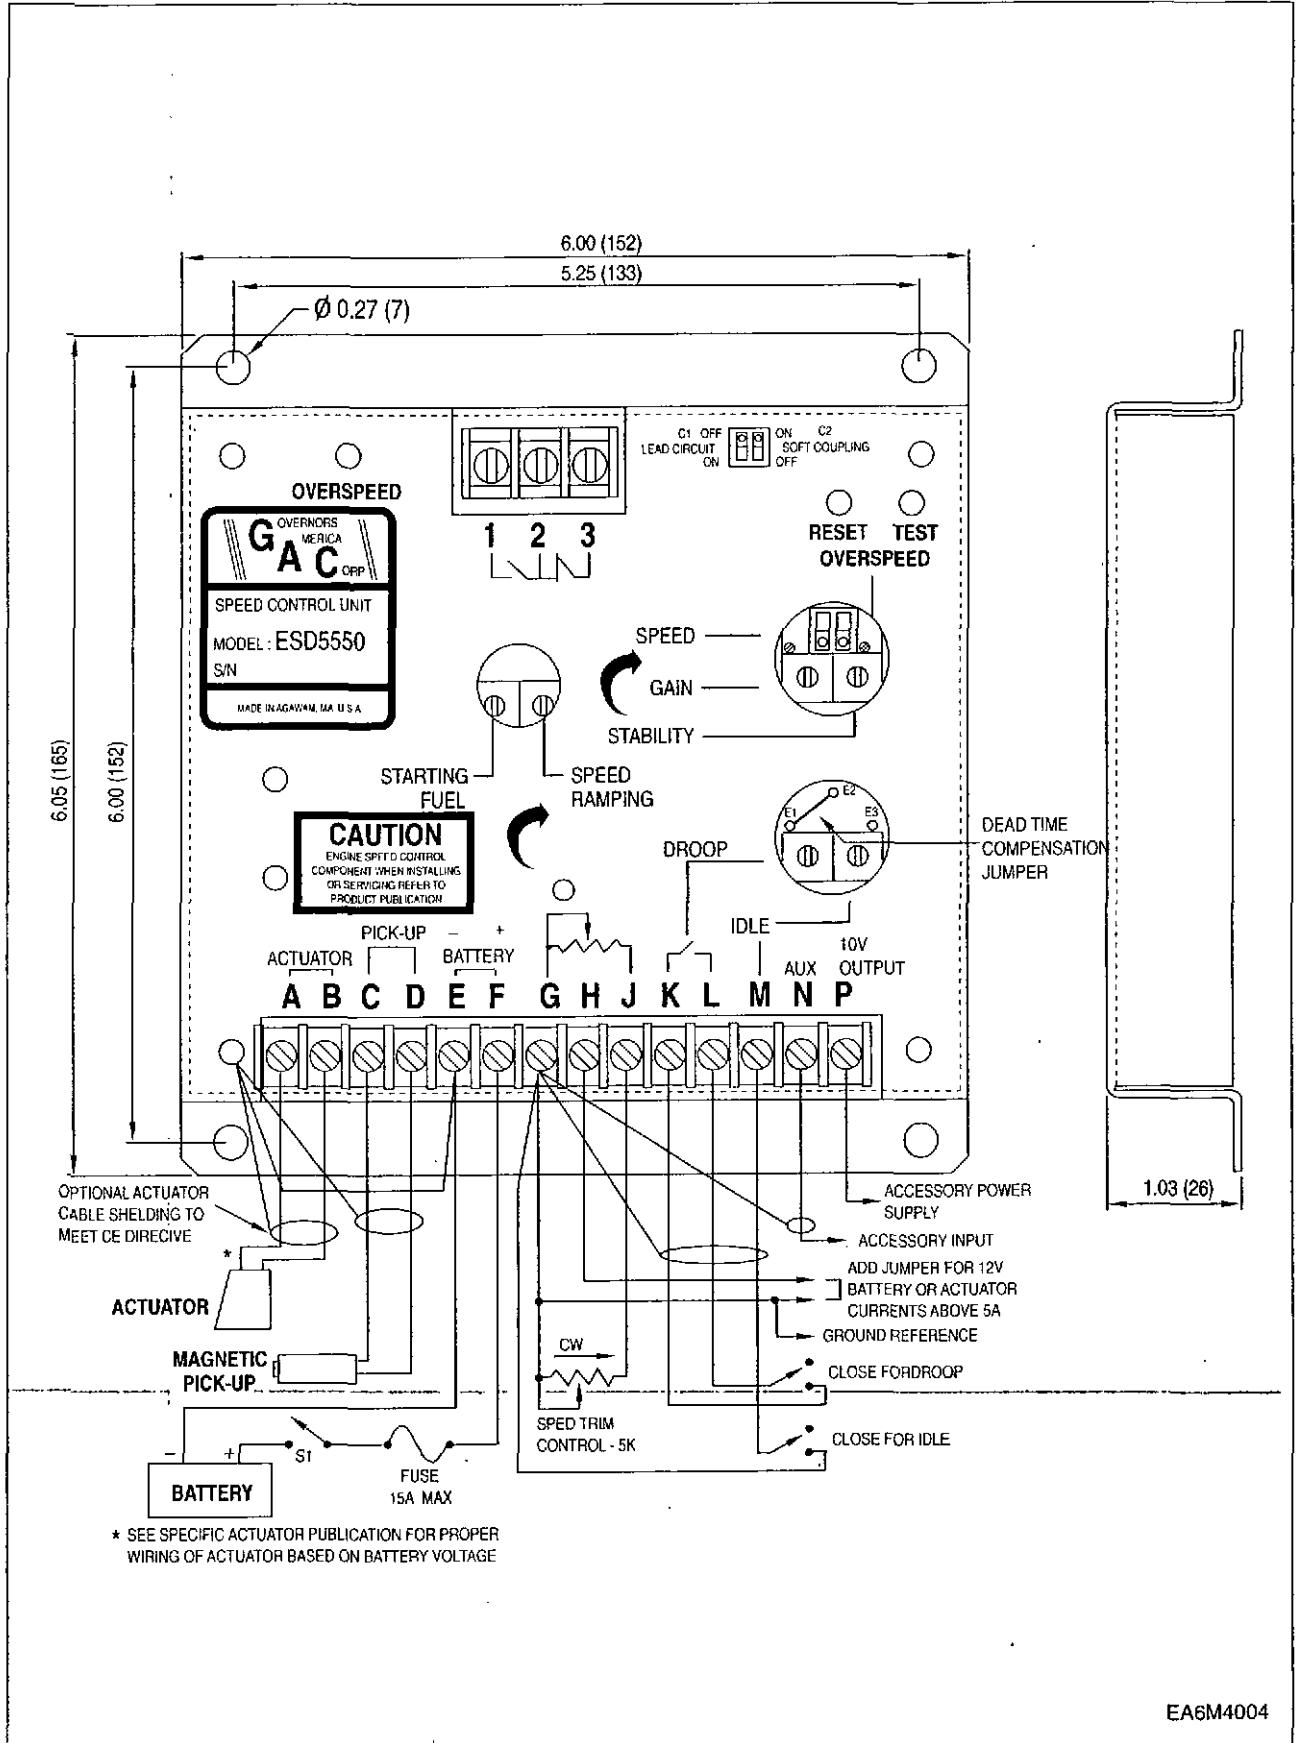 6.00 (152)
5.25 (133)
Ø 0.27 (7)
6.05 (165)
6.00 (152)
1.03 (26)
OVERSPEED
1 2 3
C1 OFF
LEAD CIRCUIT
ON
ON C2
SOFT COUPLING
OFF
RESET TEST
OVERSPEED
GOVERNORS
AMERICA
CORP
SPEED CONTROL UNIT
MODEL : ESD5550
S/N
MADE IN AGAWAM, MA U S A
SPEED
GAIN
STABILITY
STARTING
FUEL
SPEED
RAMPING
CAUTION
ENGINE SPEED CONTROL
COMPONENT WHEN INSTALLING
OR SERVICING REFER TO
PRODUCT PUBLICATION
E1 E2 E3
DEAD TIME
COMPENSATION
JUMPER
DROOP
IDLE
ACTUATOR
PICK-UP
− +
BATTERY
AUX
10V
OUTPUT
A B C D E F G H J K L M N P
OPTIONAL ACTUATOR
CABLE SHELDING TO
MEET CE DIRECIVE
*
ACTUATOR
MAGNETIC
PICK-UP
− +
BATTERY
S1
FUSE
15A MAX
CW
SPED TRIM
CONTROL - 5K
ACCESSORY POWER
SUPPLY
ACCESSORY INPUT
ADD JUMPER FOR 12V
BATTERY OR ACTUATOR
CURRENTS ABOVE 5A
GROUND REFERENCE
CLOSE FORDROOP
CLOSE FOR IDLE
* SEE SPECIFIC ACTUATOR PUBLICATION FOR PROPER
WIRING OF ACTUATOR BASED ON BATTERY VOLTAGE
EA6M4004